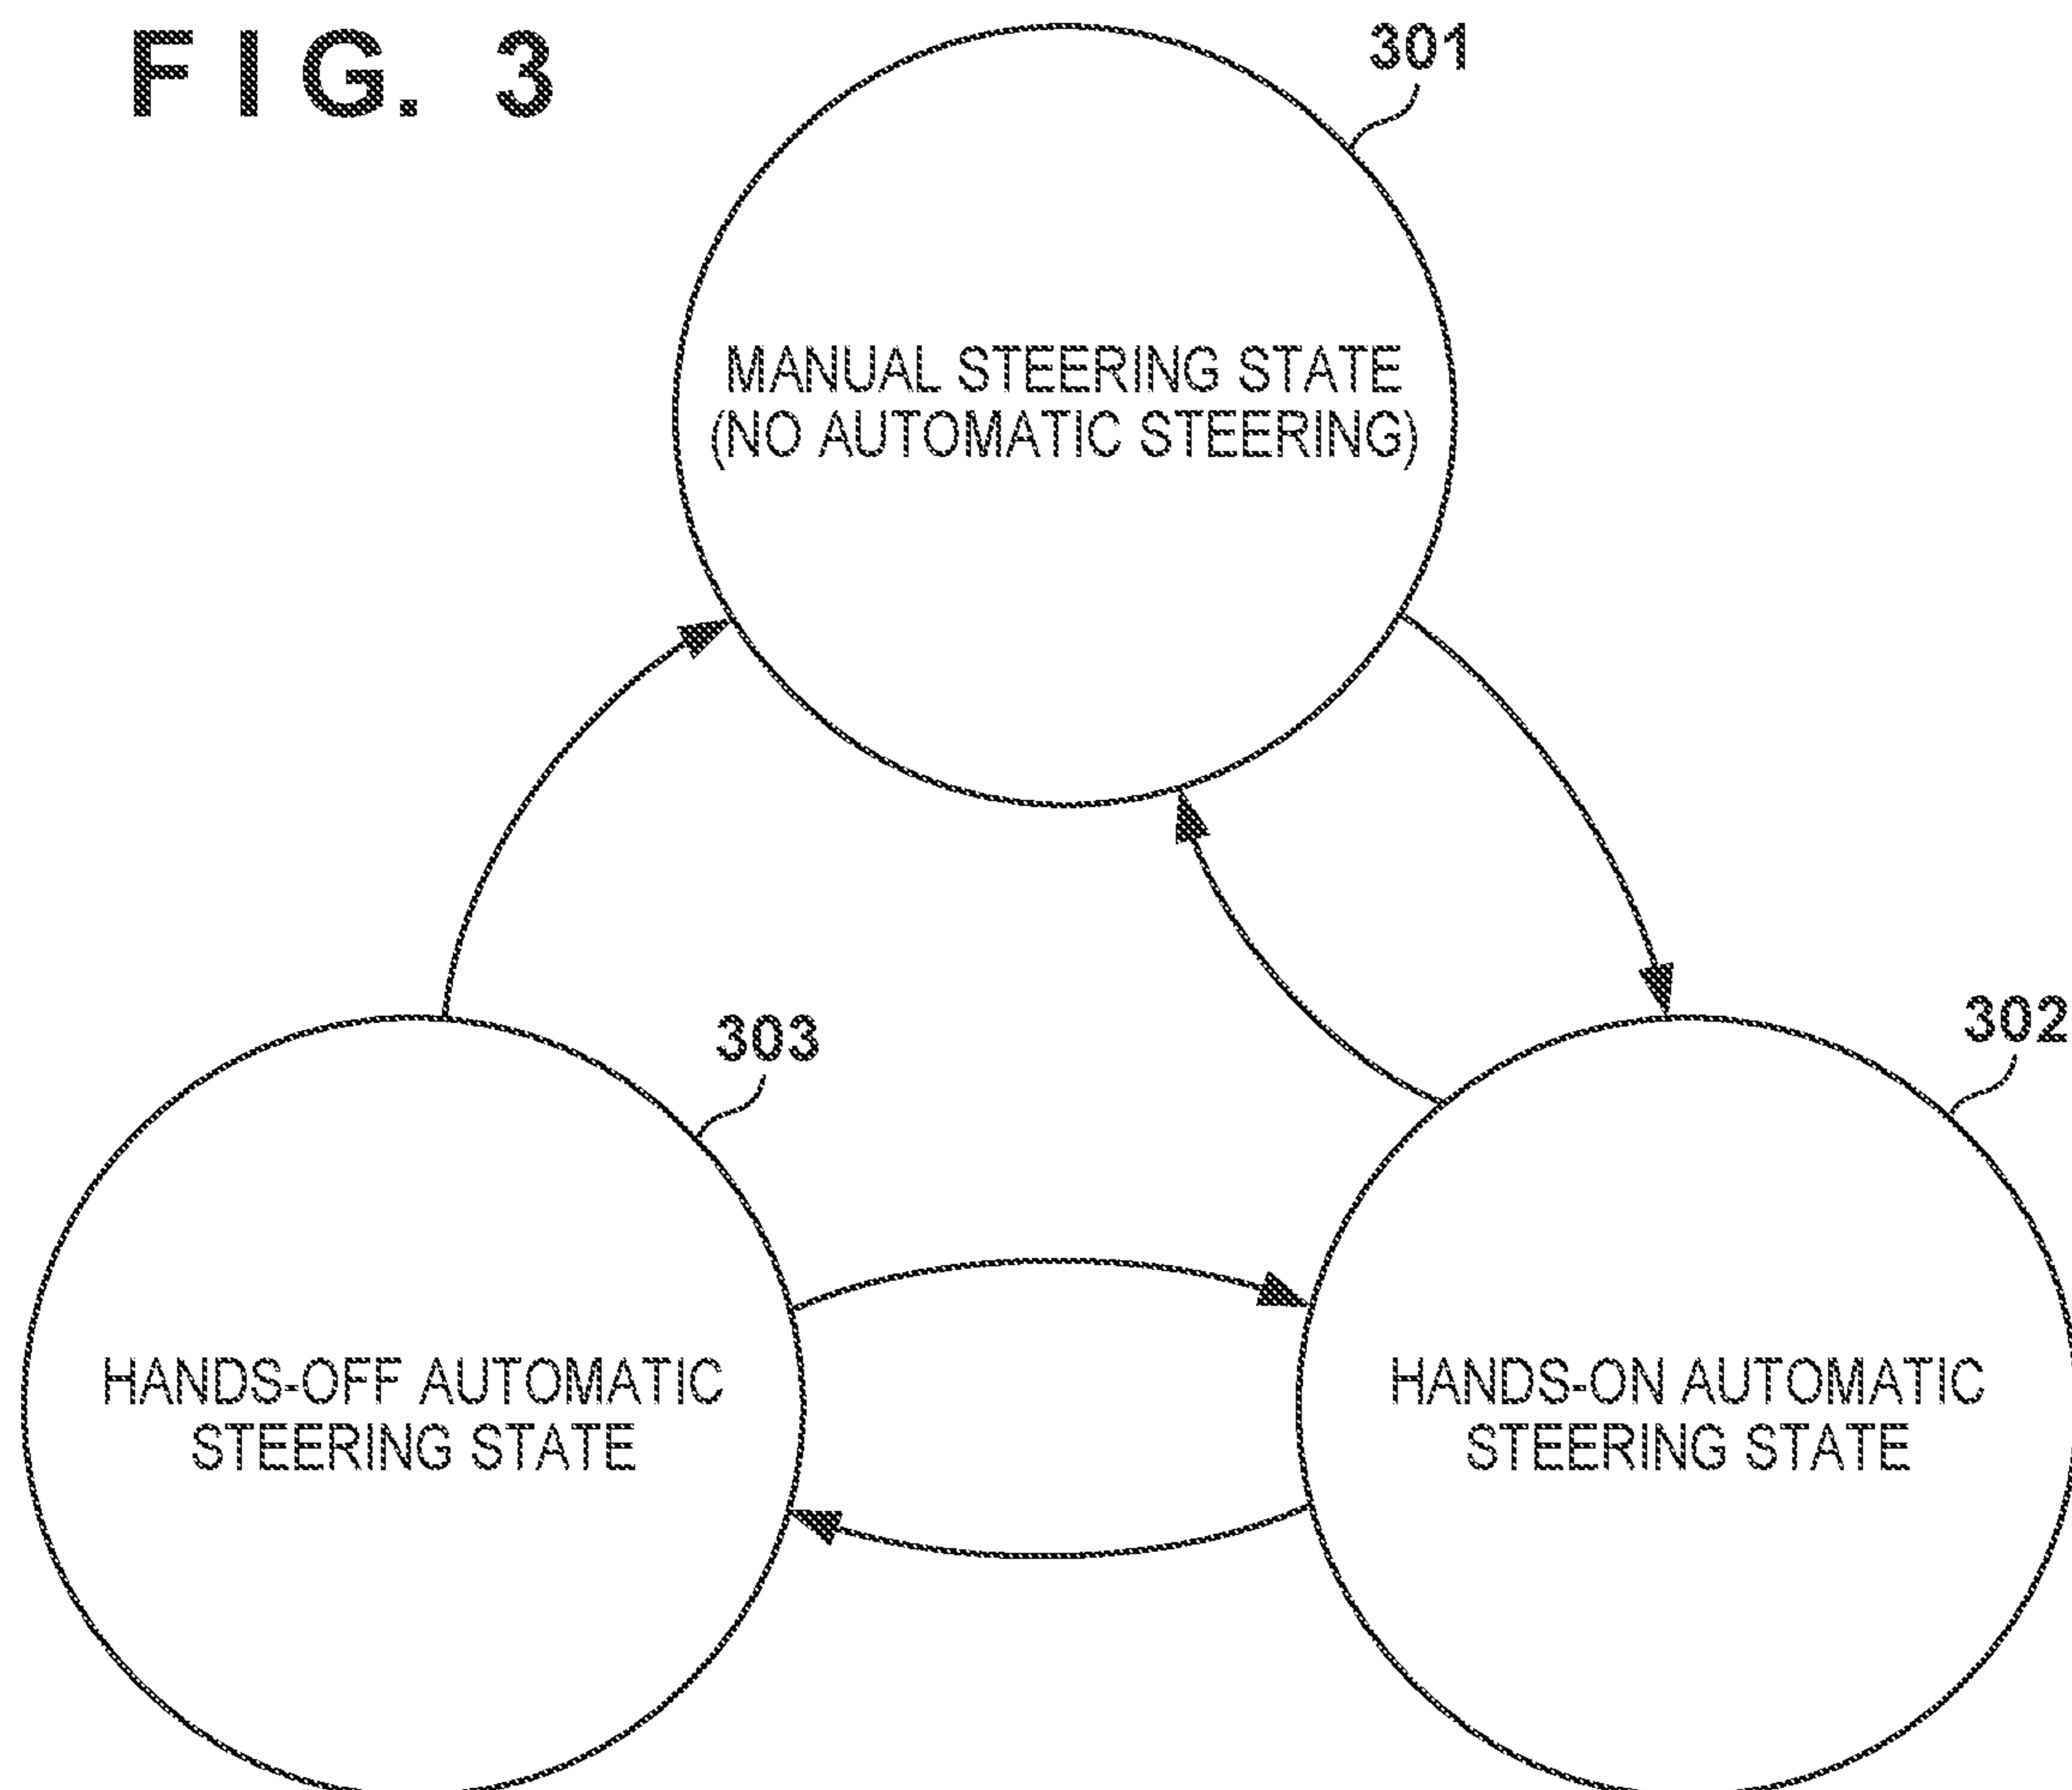 FIG. 3
301
MANUAL STEERING STATE
(NO AUTOMATIC STEERING)
303
302
HANDS-OFF AUTOMATIC
STEERING STATE
HANDS-ON AUTOMATIC
STEERING STATE